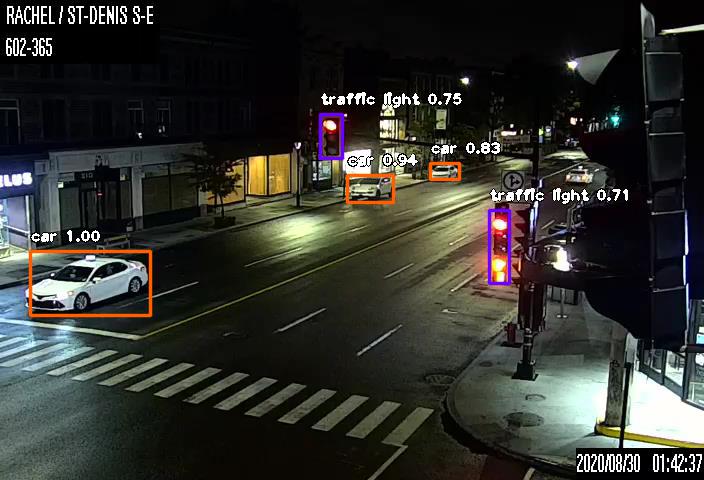 RACHEL / ST-DENIS S-E
602-365
traffic light 0.75
car 0.94
car 0.83
traffic light 0.71
car 1.00
2020/08/30 01:42:37